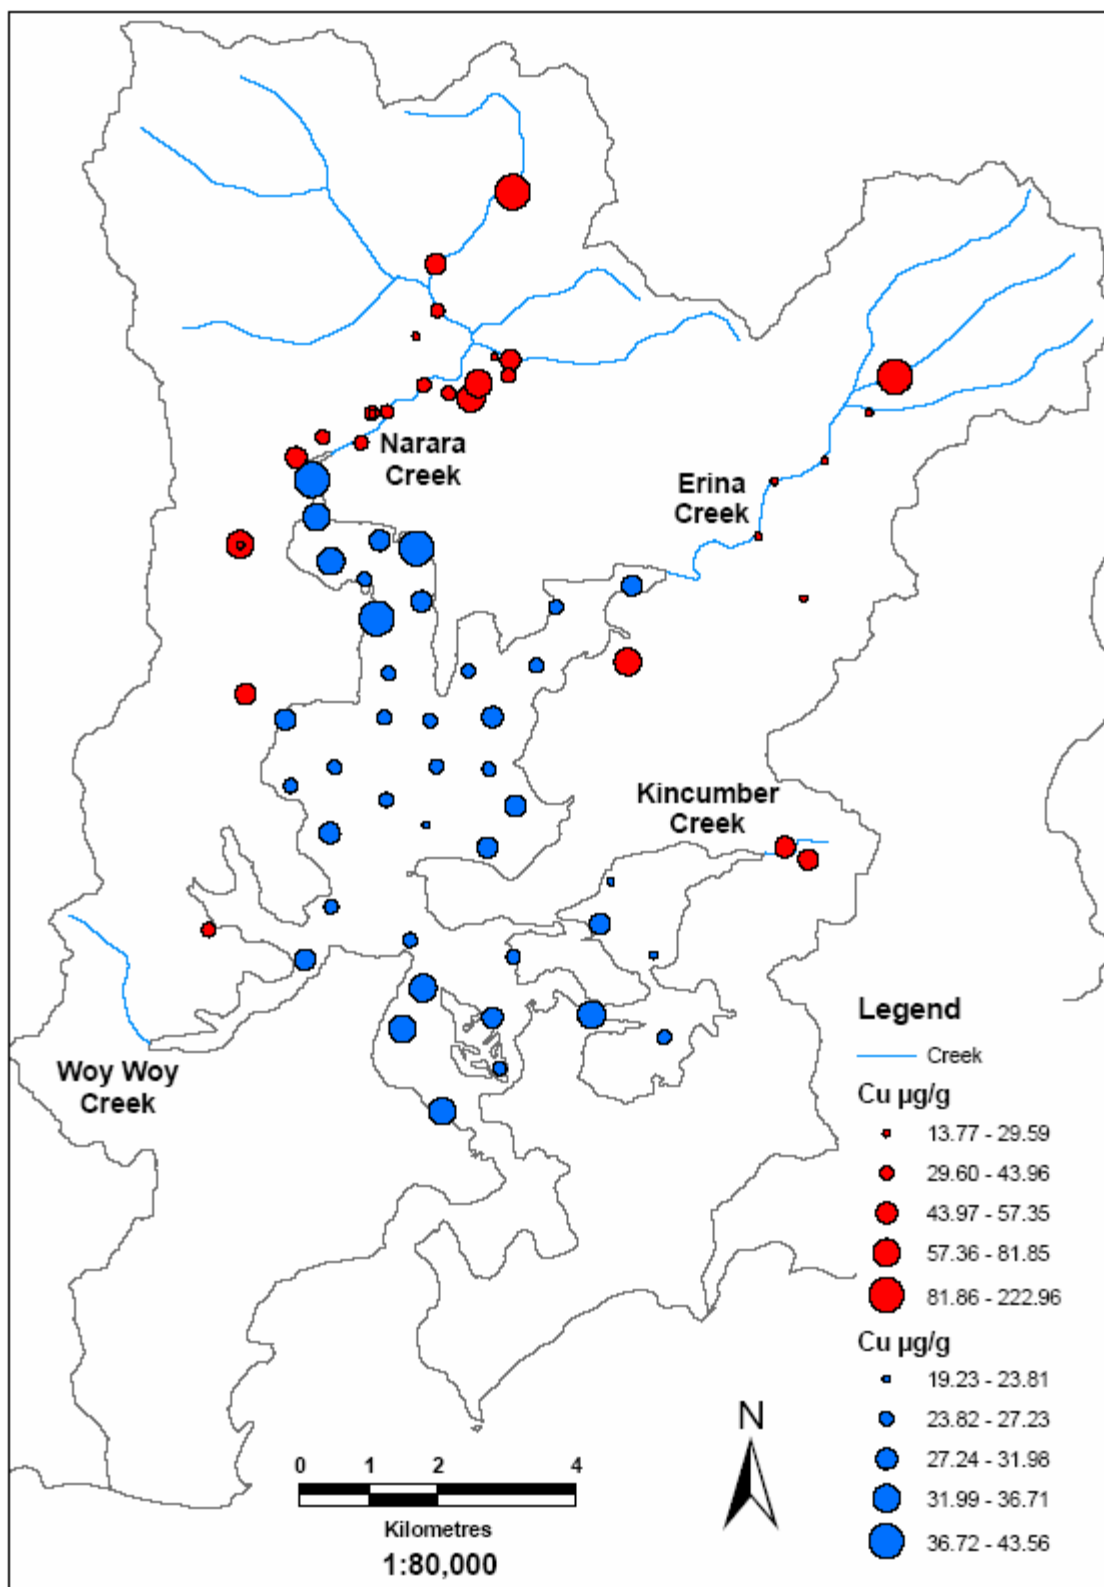 Narara
Creek
Erina
Creek
Kincumber
Creek
Woy Woy
Creek
Legend
Creek
Cu µg/g
13.77 - 29.59
29.60 - 43.96
43.97 - 57.35
57.36 - 81.85
81.86 - 222.96
Cu µg/g
19.23 - 23.81
23.82 - 27.23
27.24 - 31.98
31.99 - 36.71
36.72 - 43.56
N
0 1 2 4
Kilometres
1:80,000